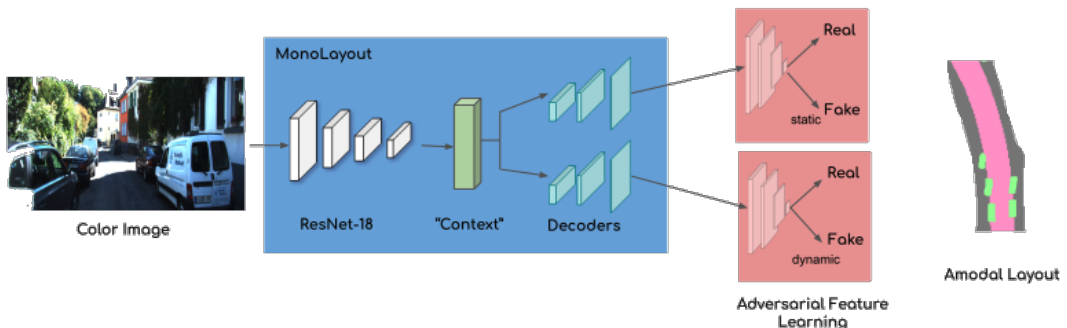 MonoLayout
Color Image
ResNet-18
"Context"
Decoders
Real
Fake
static
Real
Fake
dynamic
Adversarial Feature
Learning
Amodal Layout